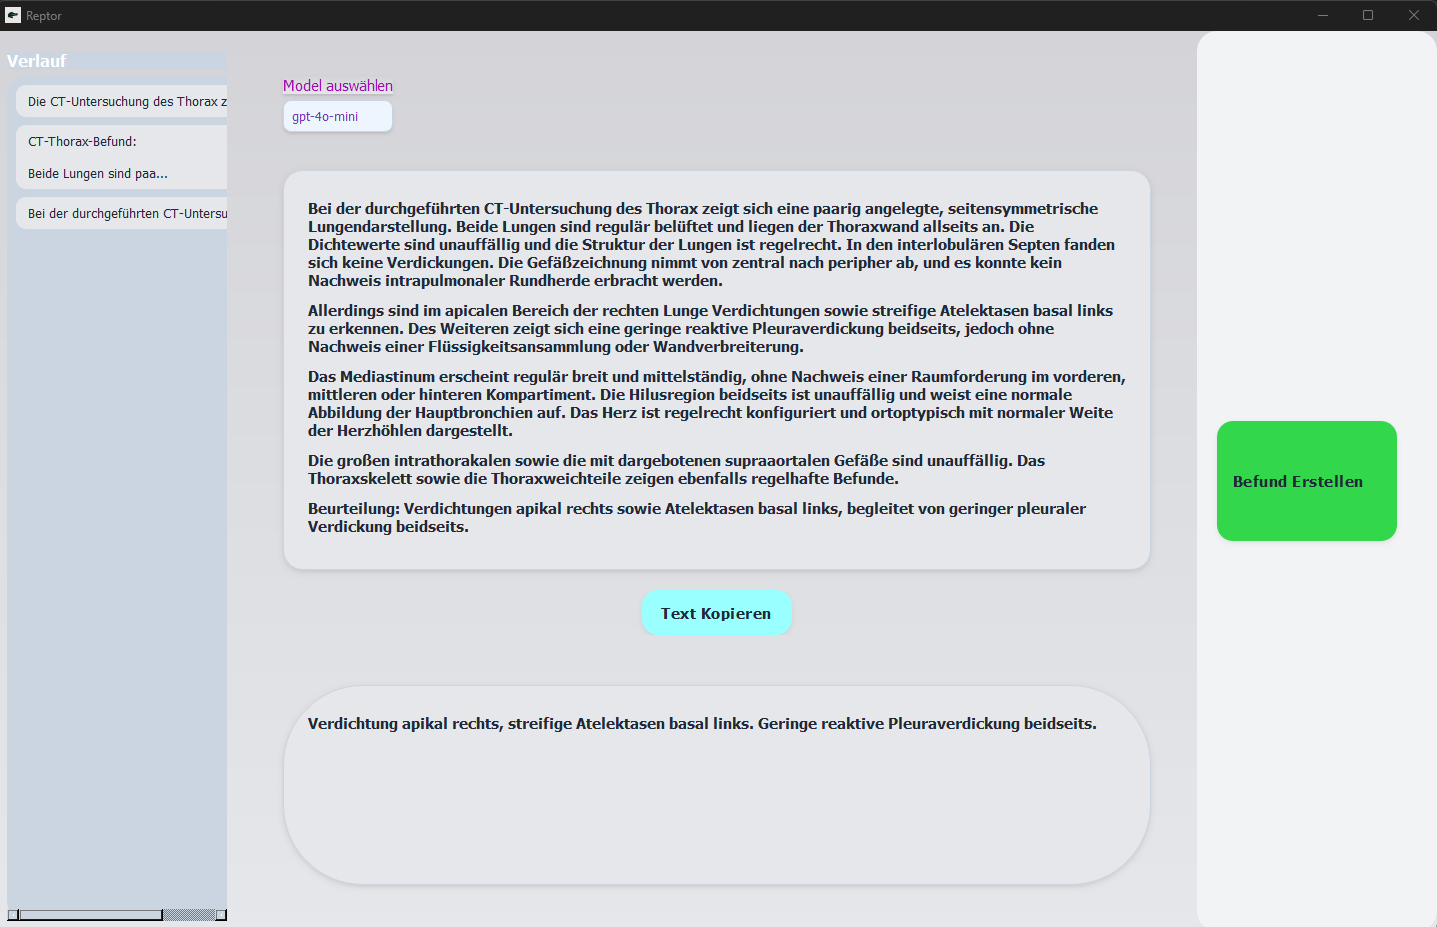 Reptor
Verlauf
Die CT-Untersuchung des Thorax z
CT-Thorax-Befund:
Beide Lungen sind paa...
Bei der durchgeführten CT-Untersu
Model auswählen
gpt-4o-mini
Bei der durchgeführten CT-Untersuchung des Thorax zeigt sich eine paarig angelegte, seitensymmetrische
Lungendarstellung. Beide Lungen sind regulär belüftet und liegen der Thoraxwand allseits an. Die
Dichtewerte sind unauffällig und die Struktur der Lungen ist regelrecht. In den interlobulären Septen fanden
sich keine Verdickungen. Die Gefäßzeichnung nimmt von zentral nach peripher ab, und es konnte kein
Nachweis intrapulmonaler Rundherde erbracht werden.
Allerdings sind im apicalen Bereich der rechten Lunge Verdichtungen sowie streifige Atelektasen basal links
zu erkennen. Des Weiteren zeigt sich eine geringe reaktive Pleuraverdickung beidseits, jedoch ohne
Nachweis einer Flüssigkeitsansammlung oder Wandverbreiterung.
Das Mediastinum erscheint regulär breit und mittelständig, ohne Nachweis einer Raumforderung im vorderen,
mittleren oder hinteren Kompartiment. Die Hilusregion beidseits ist unauffällig und weist eine normale
Abbildung der Hauptbronchien auf. Das Herz ist regelrecht konfiguriert und ortoptypisch mit normaler Weite
der Herzhöhlen dargestellt.
Die großen intrathorakalen sowie die mit dargebotenen supraaortalen Gefäße sind unauffällig. Das
Thoraxskelett sowie die Thoraxweichteile zeigen ebenfalls regelhafte Befunde.
Beurteilung: Verdichtungen apikal rechts sowie Atelektasen basal links, begleitet von geringer pleuraler
Verdickung beidseits.
Text Kopieren
Verdichtung apikal rechts, streifige Atelektasen basal links. Geringe reaktive Pleuraverdickung beidseits.
Befund Erstellen